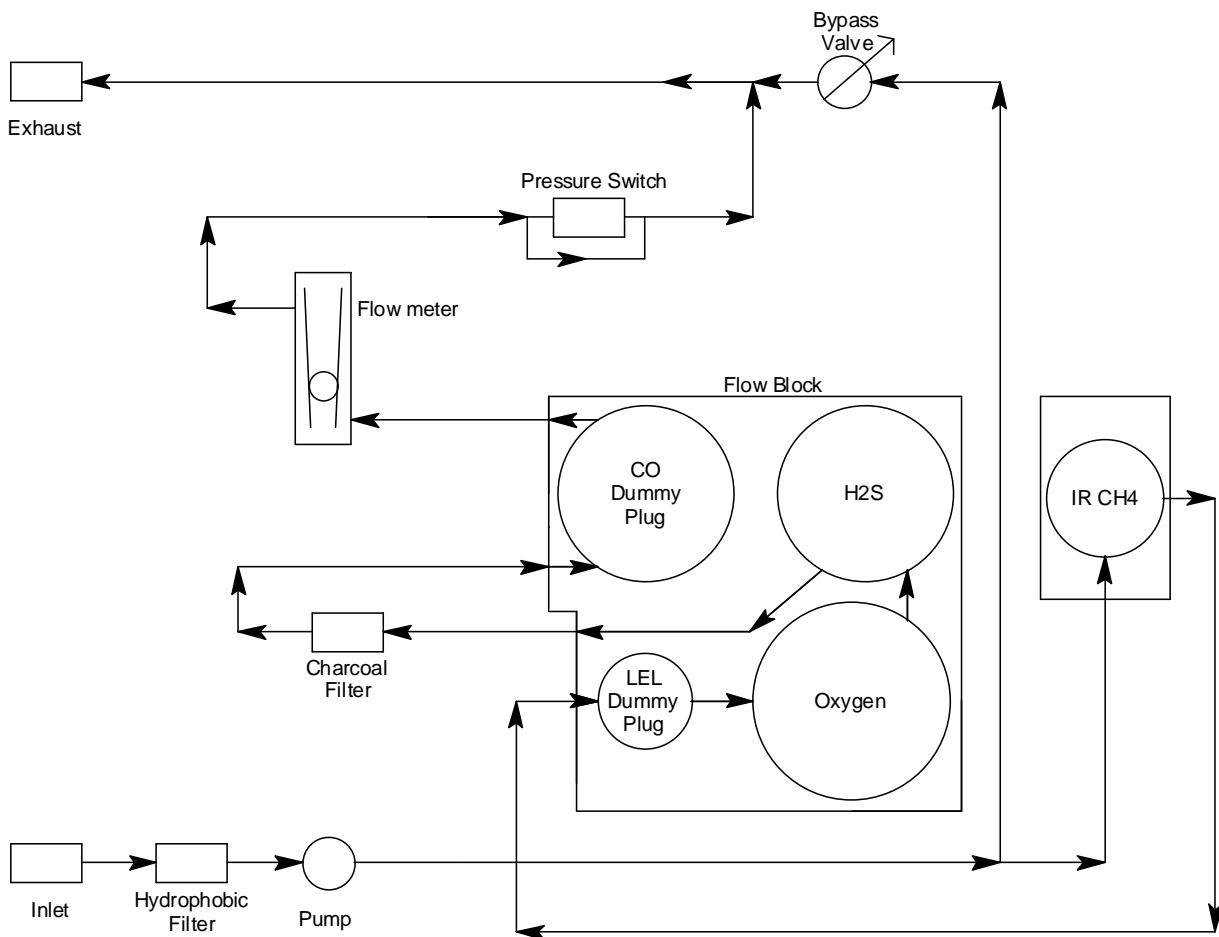 Bypass
Valve
Exhaust
Pressure Switch
Flow meter
Flow Block
CO
Dummy
Plug
H2S
IR CH4
Charcoal
Filter
LEL
Dummy
Plug
Oxygen
Inlet
Hydrophobic
Filter
Pump